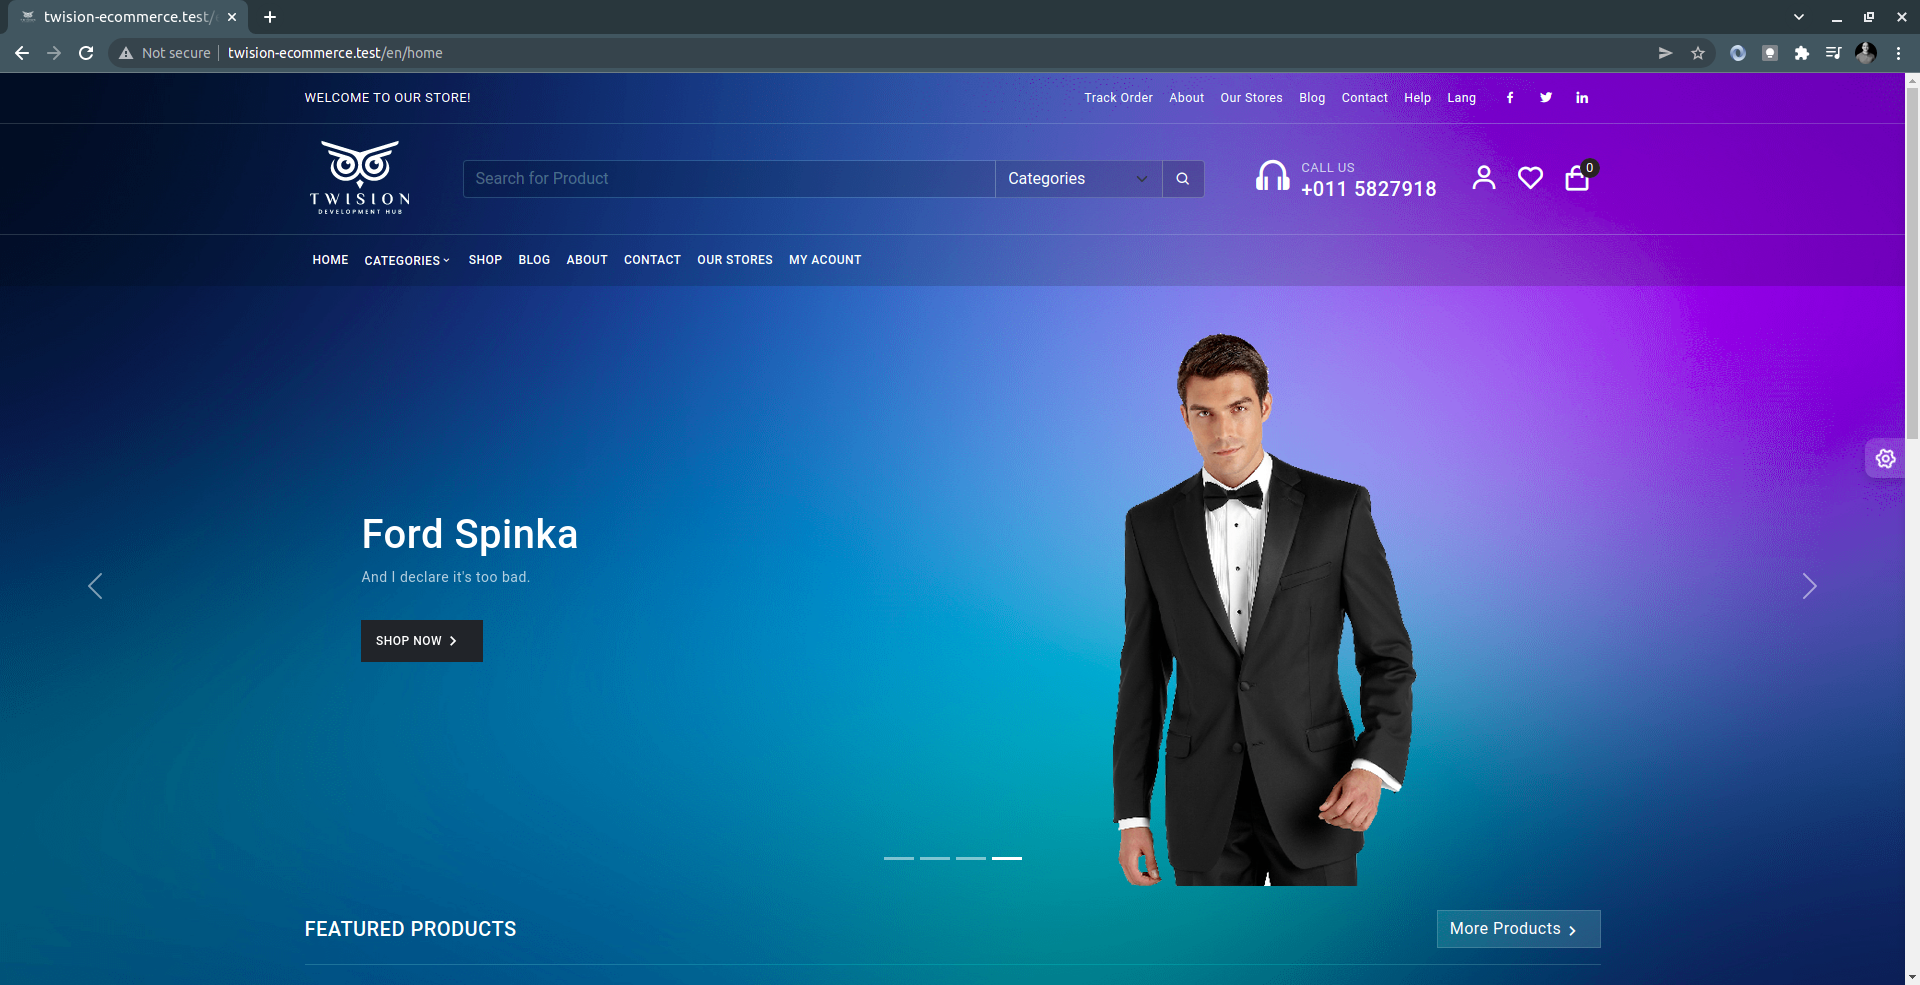 twision-ecommerce.test/
Not secure
twision-ecommerce.test/en/home
WELCOME TO OUR STORE!
Track Order About Our Stores Blog Contact Help Lang
TWISION
DEVELOPMENT HUB
Search for Product
Categories
CALL US
+011 5827918
0
HOME CATEGORIES SHOP BLOG ABOUT CONTACT OUR STORES MY ACOUNT
Ford Spinka
And I declare it's too bad.
SHOP NOW
FEATURED PRODUCTS
More Products